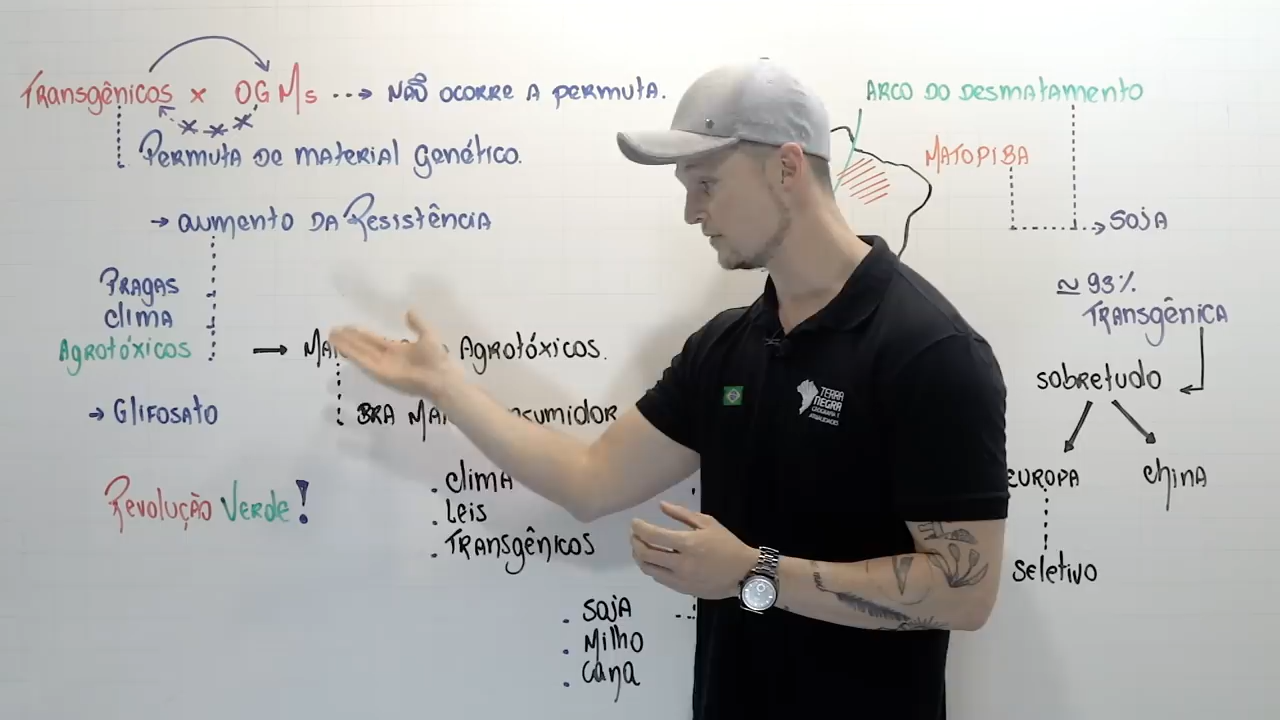 Transgênicos x OGMs ...→ Não ocorre a permuta.
Permuta de material genético.
→ aumento da Resistência
Pragas
clima
Agrotóxicos
→ Agrotóxicos.
→ Glifosato
BRA
Revolução Verde!
. clima
. Leis
. Transgênicos
. Soja
. Milho
. Cana
Arco do Desmatamento
MATOPIBA
→ Soja
≃ 93%
Transgênica
sobretudo
Europa
China
seletivo
TERRA
NEGRA
GEOGRAFIA E
ATUALIDADES